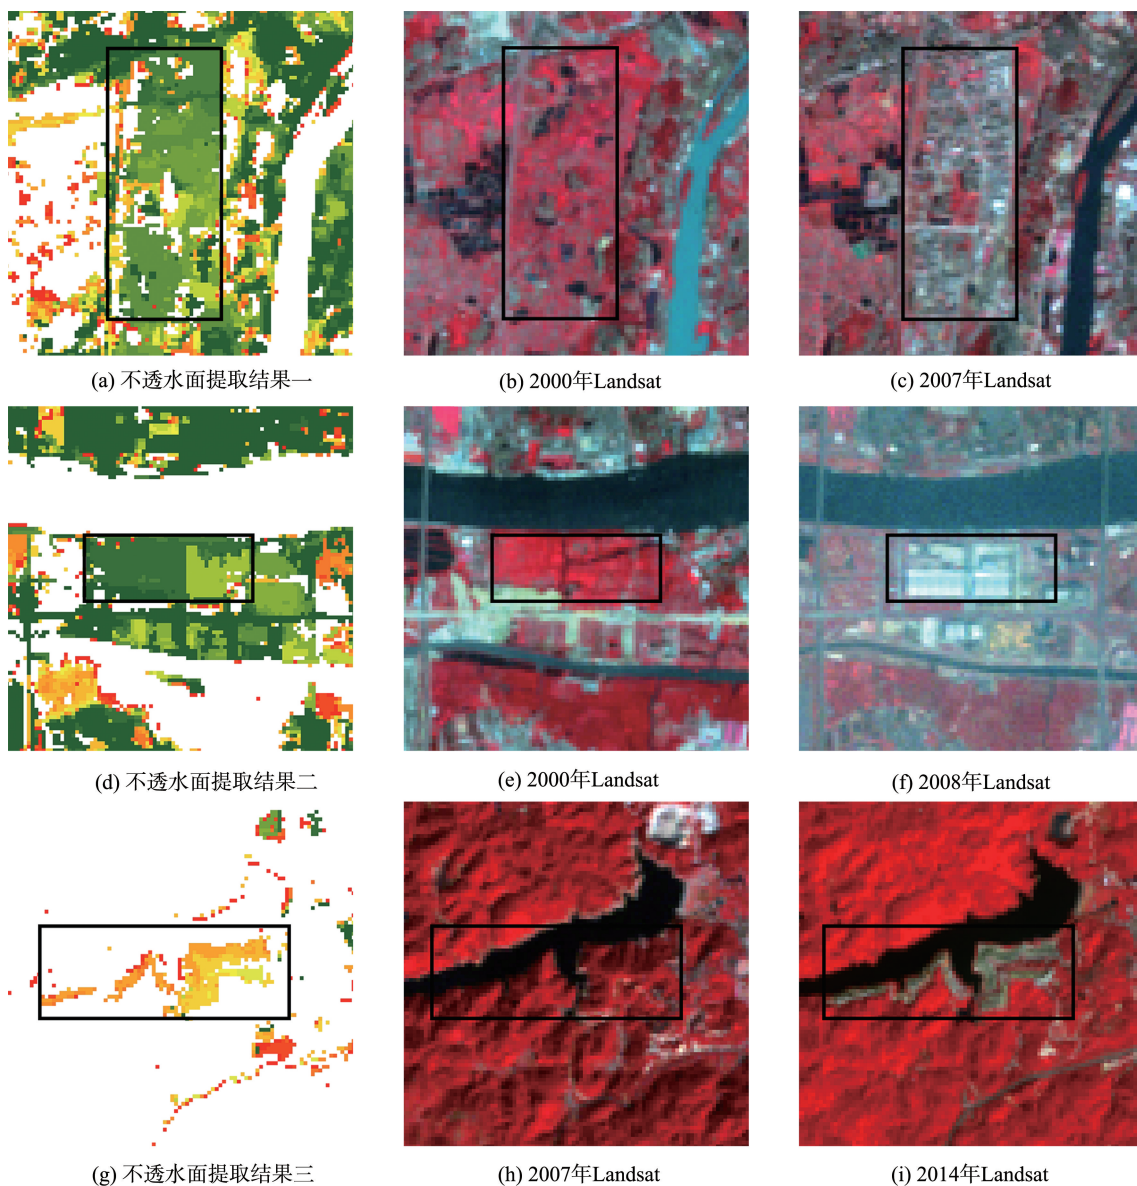 (a) 不透水面提取结果一
(b) 2000年Landsat
(c) 2007年Landsat
(d) 不透水面提取结果二
(e) 2000年Landsat
(f) 2008年Landsat
(g) 不透水面提取结果三
(h) 2007年Landsat
(i) 2014年Landsat